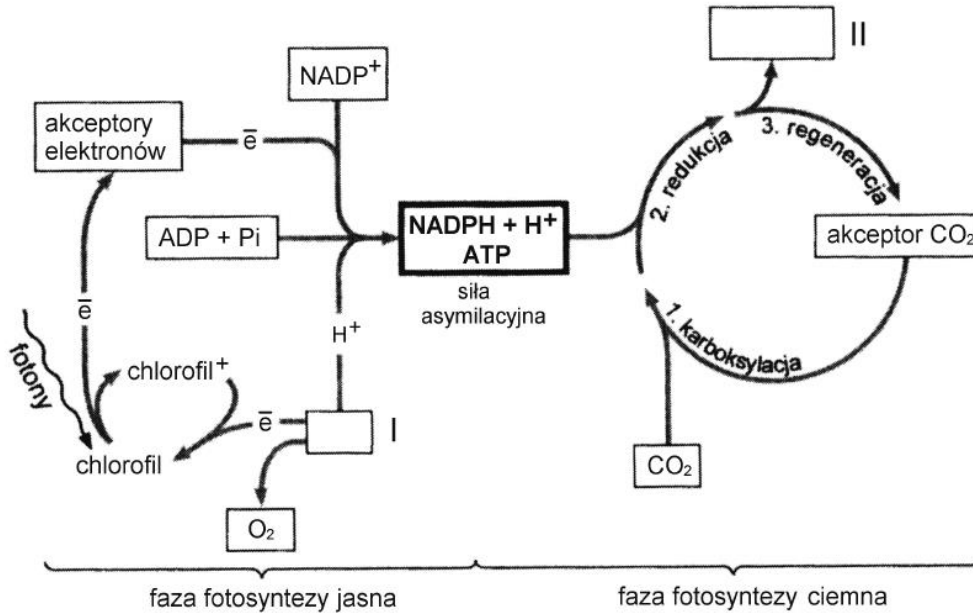 II
NADP⁺
akceptory
elektronów
e̅
ADP + Pi
NADPH + H⁺
ATP
siła
asymilacyjna
2. redukcja
3. regeneracja
akceptor CO₂
1. karboksylacja
e̅
H⁺
fotony
chlorofil⁺
e̅
I
chlorofil
CO₂
O₂
faza fotosyntezy jasna
faza fotosyntezy ciemna